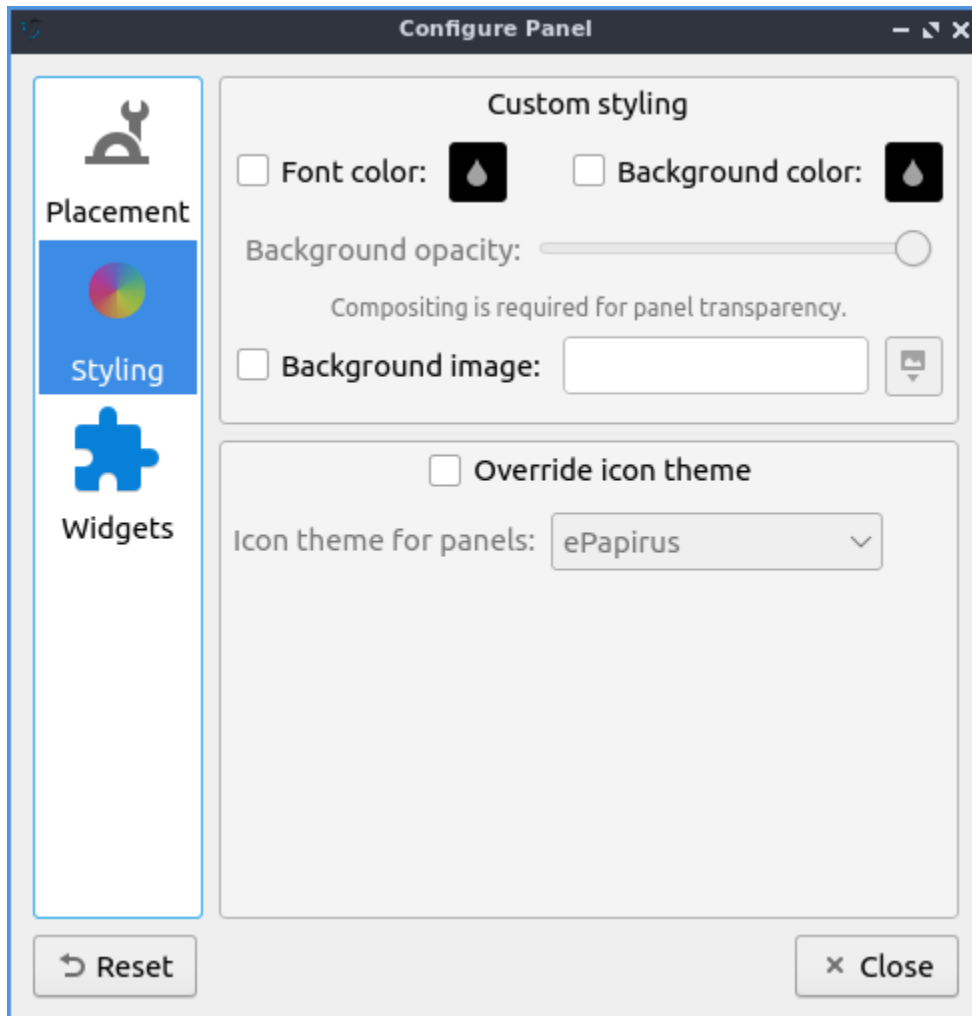 Configure Panel
Placement
Styling
Widgets
Custom styling
Font color: Background color:
Background opacity:
Compositing is required for panel transparency.
Background image:
Override icon theme
Icon theme for panels: ePapirus
Reset Close